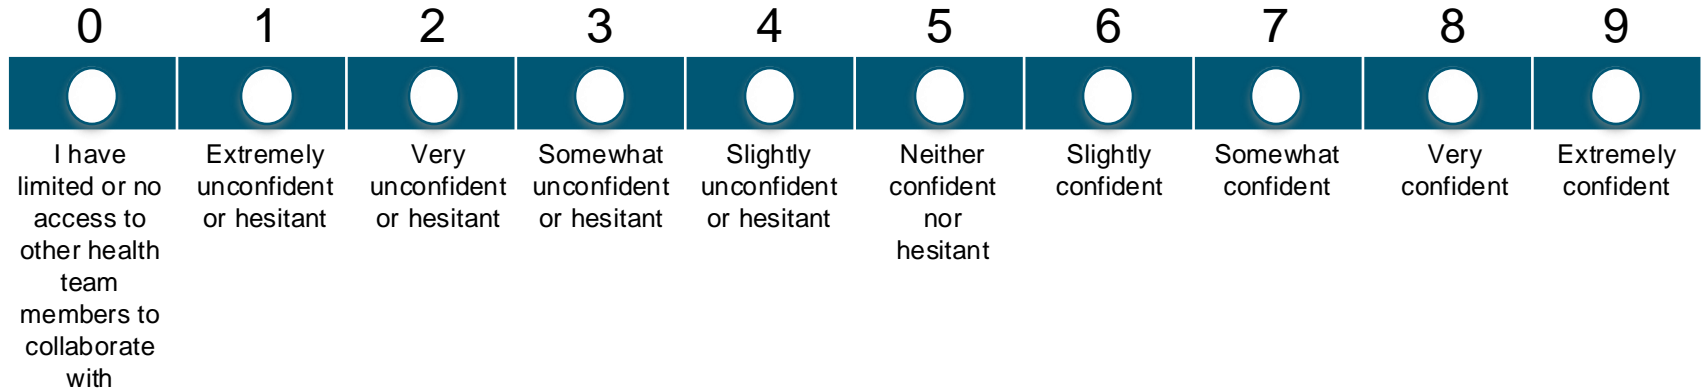 0 1 2 3 4 5 6 7 8 9
I have
limited or no
access to
other health
team
members to
collaborate
with
Extremely
unconfident
or hesitant
Very
unconfident
or hesitant
Somewhat
unconfident
or hesitant
Slightly
unconfident
or hesitant
Neither
confident
nor
hesitant
Slightly
confident
Somewhat
confident
Very
confident
Extremely
confident